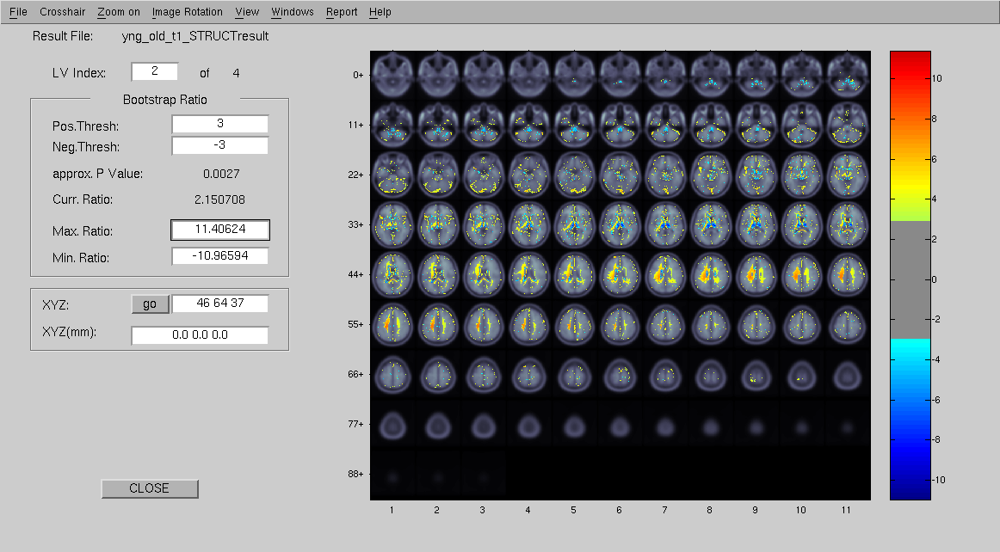 File Crosshair Zoom on Image Rotation View Windows Report Help
Result File: yng_old_t1_STRUCTresult
LV Index: 2 of 4
Bootstrap Ratio
Pos.Thresh: 3
Neg.Thresh: -3
approx. P Value: 0.0027
Curr. Ratio: 2.150708
Max. Ratio: 11.40624
Min. Ratio: -10.96594
XYZ: go 46 64 37
XYZ(mm): 0.0 0.0 0.0
CLOSE
0+
11+
22+
33+
44+
55+
66+
77+
88+
1 2 3 4 5 6 7 8 9 10 11
10
8
6
4
2
0
-2
-4
-6
-8
-10